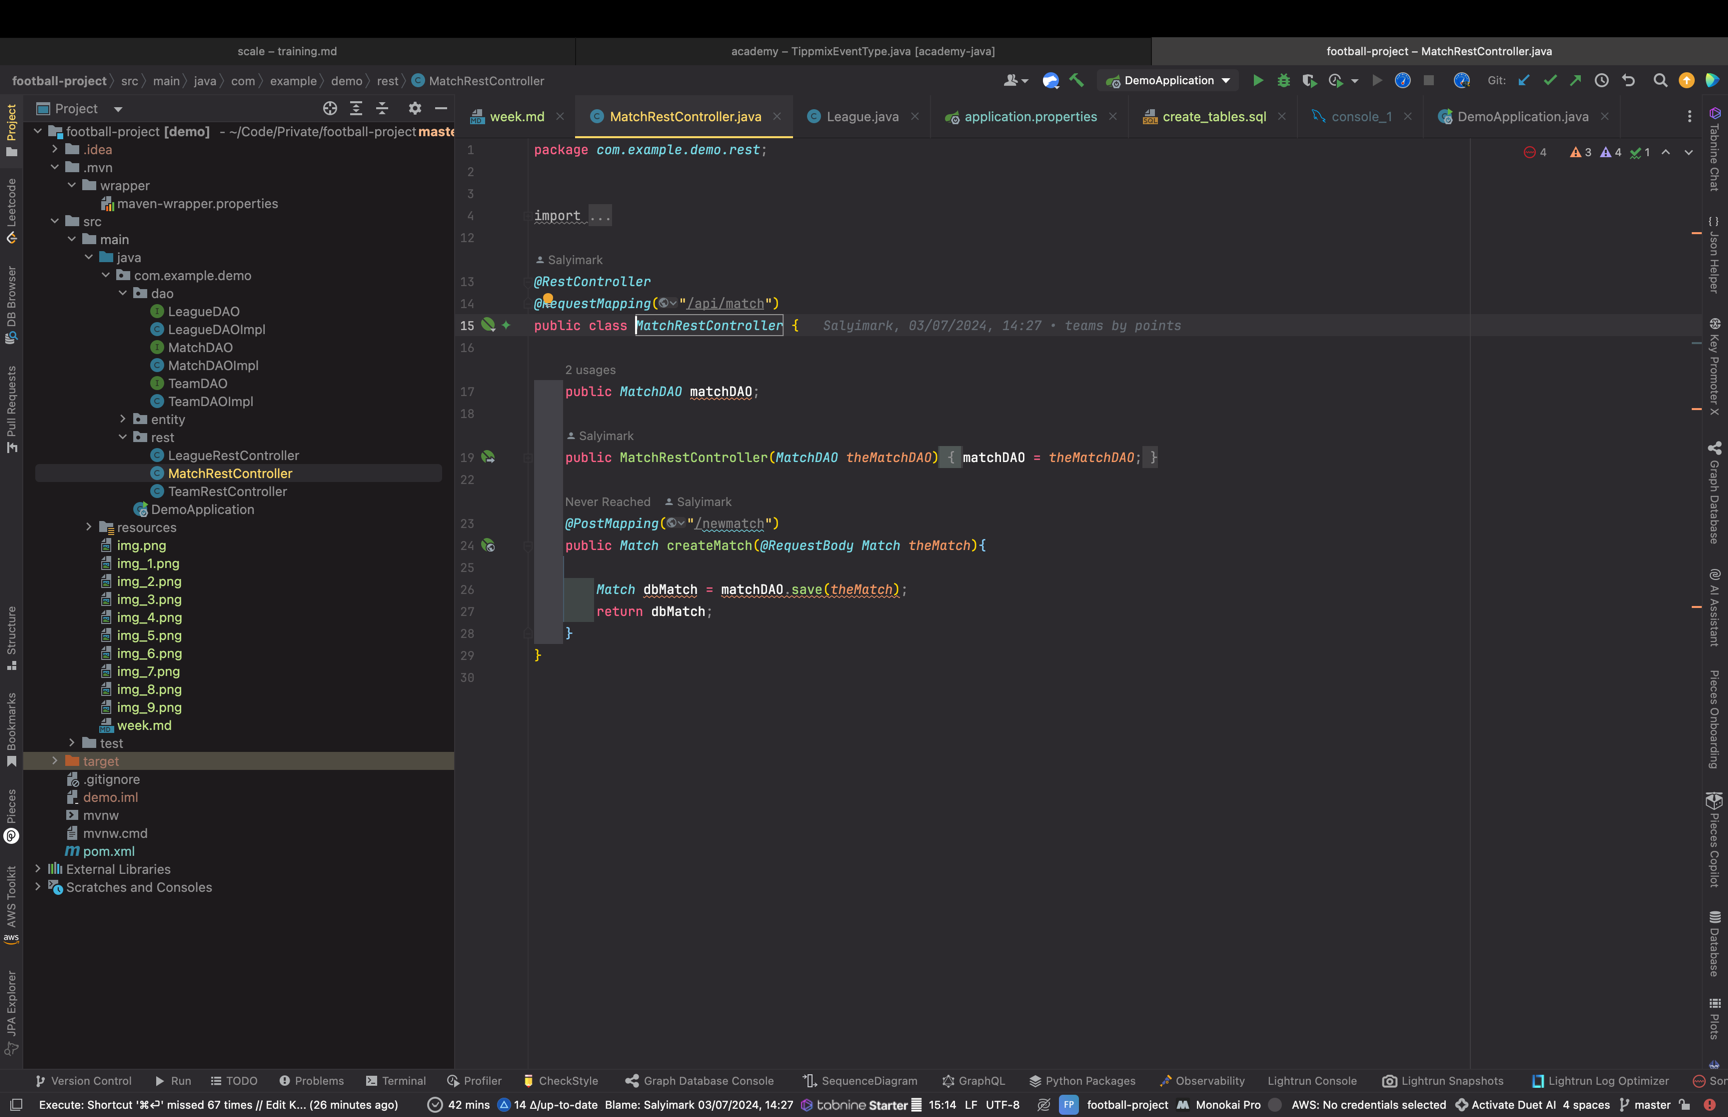 scale – training.md
academy – TippmixEventType.java [academy-java]
football-project – MatchRestController.java
football-project src main java com example demo rest MatchRestController
DemoApplication
Git:
Project
week.md
MatchRestController.java
League.java
application.properties
create_tables.sql
console_1
DemoApplication.java
Project
Leetcode
DB Browser
Pull Requests
Structure
Bookmarks
Pieces
AWS Toolkit
aws
JPA Explorer
football-project [demo] - ~/Code/Private/football-project maste
.idea
.mvn
wrapper
maven-wrapper.properties
src
main
java
com.example.demo
dao
LeagueDAO
LeagueDAOImpl
MatchDAO
MatchDAOImpl
TeamDAO
TeamDAOImpl
entity
rest
LeagueRestController
MatchRestController
TeamRestController
DemoApplication
resources
img.png
img_1.png
img_2.png
img_3.png
img_4.png
img_5.png
img_6.png
img_7.png
img_8.png
img_9.png
week.md
test
target
.gitignore
demo.iml
mvnw
mvnw.cmd
pom.xml
External Libraries
Scratches and Consoles
4 3 4 1
1 package com.example.demo.rest;
2
3
4 import ...
12
Salyimark
13 @RestController
14 @RequestMapping("/api/match")
15 public class MatchRestController { Salyimark, 03/07/2024, 14:27 • teams by points
16
2 usages
17 public MatchDAO matchDAO;
18
Salyimark
19 public MatchRestController(MatchDAO theMatchDAO) { matchDAO = theMatchDAO; }
22
Never Reached Salyimark
23 @PostMapping("/newmatch")
24 public Match createMatch(@RequestBody Match theMatch){
25
26 Match dbMatch = matchDAO.save(theMatch);
27 return dbMatch;
28 }
29 }
30
Tabnine Chat
Json Helper
Key Promoter X
Graph Database
AI Assistant
Pieces Onboarding
Pieces Copilot
Database
Plots
Version Control Run TODO Problems Terminal Profiler CheckStyle Graph Database Console SequenceDiagram GraphQL Python Packages Observability Lightrun Console Lightrun Snapshots Lightrun Log Optimizer Son
Execute: Shortcut '⌘↩' missed 67 times // Edit K... (26 minutes ago) 42 mins 14 Δ/up-to-date Blame: Salyimark 03/07/2024, 14:27 tabnine Starter 15:14 LF UTF-8 FP football-project Monokai Pro AWS: No credentials selected Activate Duet AI 4 spaces master